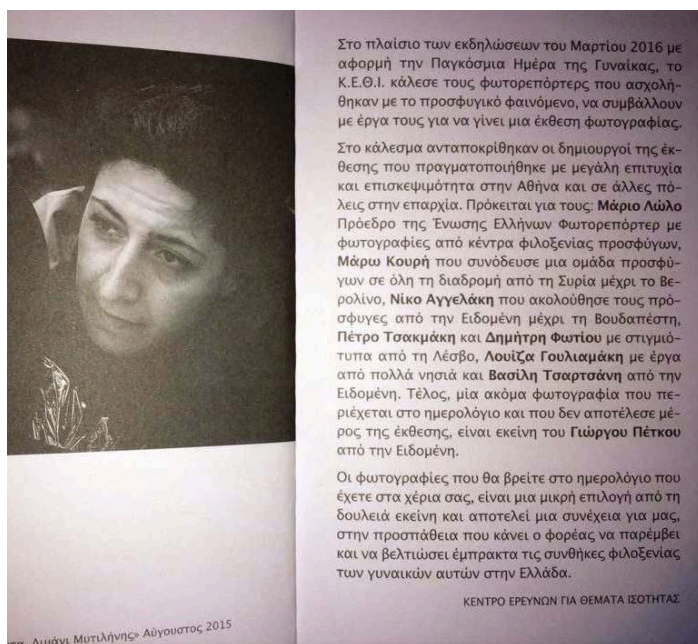 Στο πλαίσιο των εκδηλώσεων του Μαρτίου 2016 με
αφορμή την Παγκόσμια Ημέρα της Γυναίκας, το
Κ.Ε.Θ.Ι. κάλεσε τους φωτορεπόρτερς που ασχολή-
θηκαν με το προσφυγικό φαινόμενο, να συμβάλλουν
με έργα τους για να γίνει μια έκθεση φωτογραφίας.
Στο κάλεσμα ανταποκρίθηκαν οι δημιουργοί της έκ-
θεσης που πραγματοποιήθηκε με μεγάλη επιτυχία
και επισκεψιμότητα στην Αθήνα και σε άλλες πό-
λεις στην επαρχία. Πρόκειται για τους: Μάριο Λώλο
Πρόεδρο της Ένωσης Ελλήνων Φωτορεπόρτερ με
φωτογραφίες από κέντρα φιλοξενίας προσφύγων,
Μάρω Κουρή που συνόδευσε μια ομάδα προσφύ-
γων σε όλη τη διαδρομή από τη Συρία μέχρι το Βε-
ρολίνο, Νίκο Αγγελάκη που ακολούθησε τους πρό-
σφυγες από την Ειδομένη μέχρι τη Βουδαπέστη,
Πέτρο Τσακμάκη και Δημήτρη Φωτίου με στιγμιό-
τυπα από τη Λέσβο, Λουίζα Γουλιαμάκη με έργα
από πολλά νησιά και Βασίλη Τσαρτσάνη από την
Ειδομένη. Τέλος, μία ακόμα φωτογραφία που πε-
ριέχεται στο ημερολόγιο και που δεν αποτέλεσε μέ-
ρος της έκθεσης, είναι εκείνη του Γιώργου Πέτκου
από την Ειδομένη.
Οι φωτογραφίες που θα βρείτε στο ημερολόγιο που
έχετε στα χέρια σας, είναι μια μικρή επιλογή από τη
δουλειά εκείνη και αποτελεί μια συνέχεια για μας,
στην προσπάθεια που κάνει ο φορέας να παρέμβει
και να βελτιώσει έμπρακτα τις συνθήκες φιλοξενίας
των γυναικών αυτών στην Ελλάδα.
ΚΕΝΤΡΟ ΕΡΕΥΝΩΝ ΓΙΑ ΘΕΜΑΤΑ ΙΣΟΤΗΤΑΣ
Λιμάνι Μυτιλήνης» Αύγουστος 2015